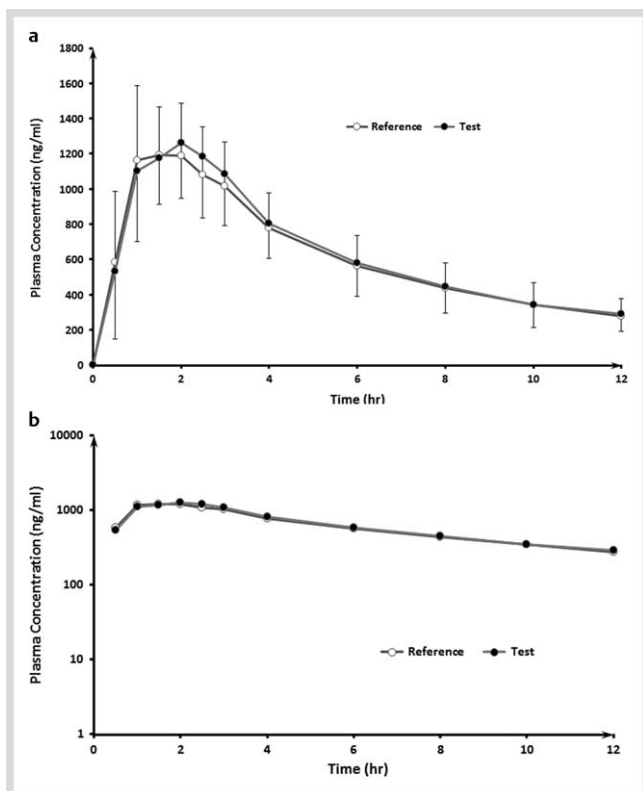 a
Plasma Concentration (ng/ml)
1800
1600
1400
1200
1000
800
600
400
200
0
Reference Test
0 2 4 6 8 10 12
Time (hr)
b
Plasma Concentration (ng/ml)
10000
1000
100
10
1
Reference Test
0 2 4 6 8 10 12
Time (hr)